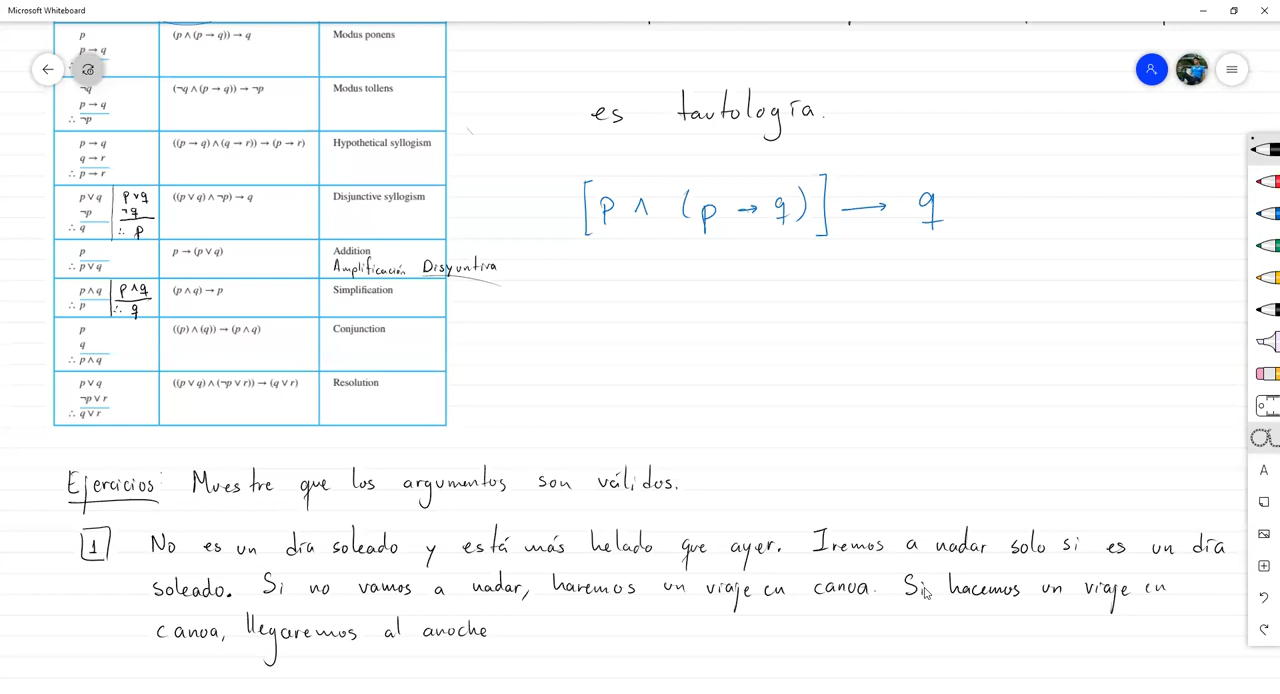 Microsoft Whiteboard
p (p ∧ (p → q)) → q Modus ponens
p → q
¬q (¬q ∧ (p → q)) → ¬p Modus tollens
p → q
∴ ¬p
p → q ((p → q) ∧ (q → r)) → (p → r) Hypothetical syllogism
q → r
∴ p → r
p ∨ q p ∨ q ((p ∨ q) ∧ ¬p) → q Disjunctive syllogism
¬p ¬q
∴ q ∴ p
p p → (p ∨ q) Addition
∴ p ∨ q Amplificación Disyuntiva
p ∧ q p ∧ q (p ∧ q) → p Simplification
∴ p ∴ q
p ((p) ∧ (q)) → (p ∧ q) Conjunction
q
∴ p ∧ q
p ∨ q ((p ∨ q) ∧ (¬p ∨ r)) → (q ∨ r) Resolution
¬p ∨ r
∴ q ∨ r
es tautología.
[p ∧ (p → q)] → q
Ejercicios: Muestre que los argumentos son válidos.
1 No es un día soleado y está más helado que ayer. Iremos a nadar solo si es un día
soleado. Si no vamos a nadar, haremos un viaje en canoa. Si hacemos un viaje en
canoa, llegaremos al anoche
A